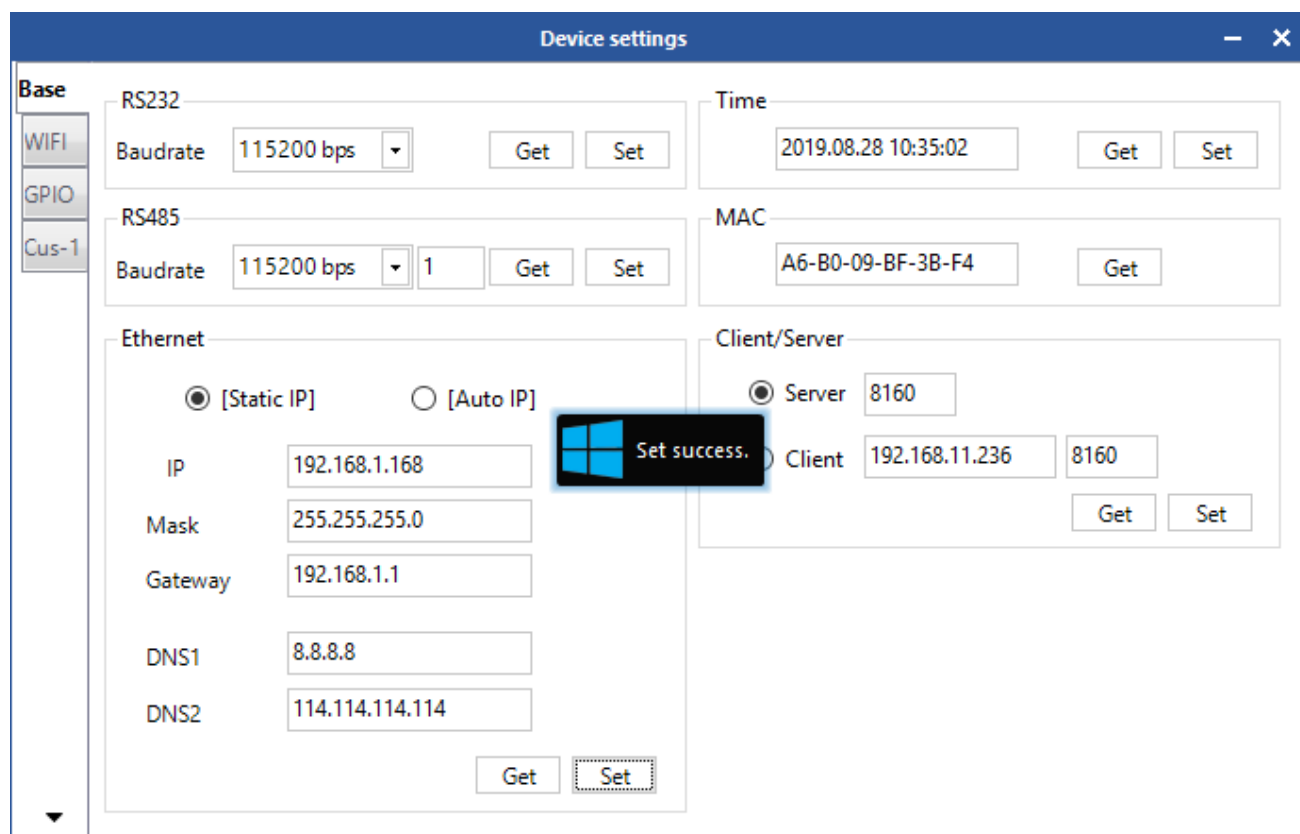 Device settings
Base
WIFI
GPIO
Cus-1
RS232
Baudrate 115200 bps Get Set
RS485
Baudrate 115200 bps 1 Get Set
Ethernet
[Static IP] [Auto IP]
IP 192.168.1.168
Mask 255.255.255.0
Gateway 192.168.1.1
DNS1 8.8.8.8
DNS2 114.114.114.114
Get Set
Set success.
Time
2019.08.28 10:35:02 Get Set
MAC
A6-B0-09-BF-3B-F4 Get
Client/Server
Server 8160
Client 192.168.11.236 8160
Get Set